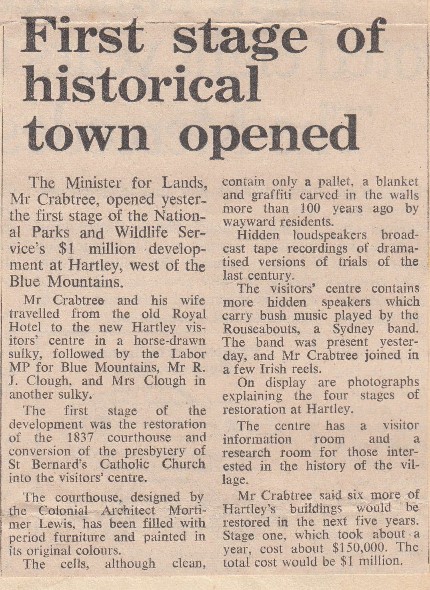 First stage of
historical
town opened
The Minister for Lands,
Mr Crabtree, opened yester-
the first stage of the Nation-
al Parks and Wildlife Ser-
vice's $1 million develop-
ment at Hartley, west of the
Blue Mountains.
Mr Crabtree and his wife
travelled from the old Royal
Hotel to the new Hartley vis-
itors' centre in a horse-drawn
sulky, followed by the Labor
MP for Blue Mountains, Mr R.
J. Clough, and Mrs Clough in
another sulky.
The first stage of the
development was the restoration
of the 1837 courthouse and
conversion of the presbytery of
St Bernard's Catholic Church
into the visitors' centre.
The courthouse, designed by
the Colonial Architect Morti-
mer Lewis, has been filled with
period furniture and painted in
its original colours.
The cells, although clean,
contain only a pallet, a blanket
and graffiti carved in the walls
more than 100 years ago by
wayward residents.
Hidden loudspeakers broad-
cast tape recordings of drama-
tised versions of trials of the
last century.
The visitors' centre contains
more hidden speakers which
carry bush music played by the
Rouseabouts, a Sydney band.
The band was present yester-
day, and Mr Crabtree joined in
a few Irish reels.
On display are photographs
explaining the four stages of
restoration at Hartley.
The centre has a visitor
information room and a
research room for those inter-
ested in the history of the vil-
lage.
Mr Crabtree said six more of
Hartley's buildings would be
restored in the next five years.
Stage one, which took about a
year, cost about $150,000. The
total cost would be $1 million.